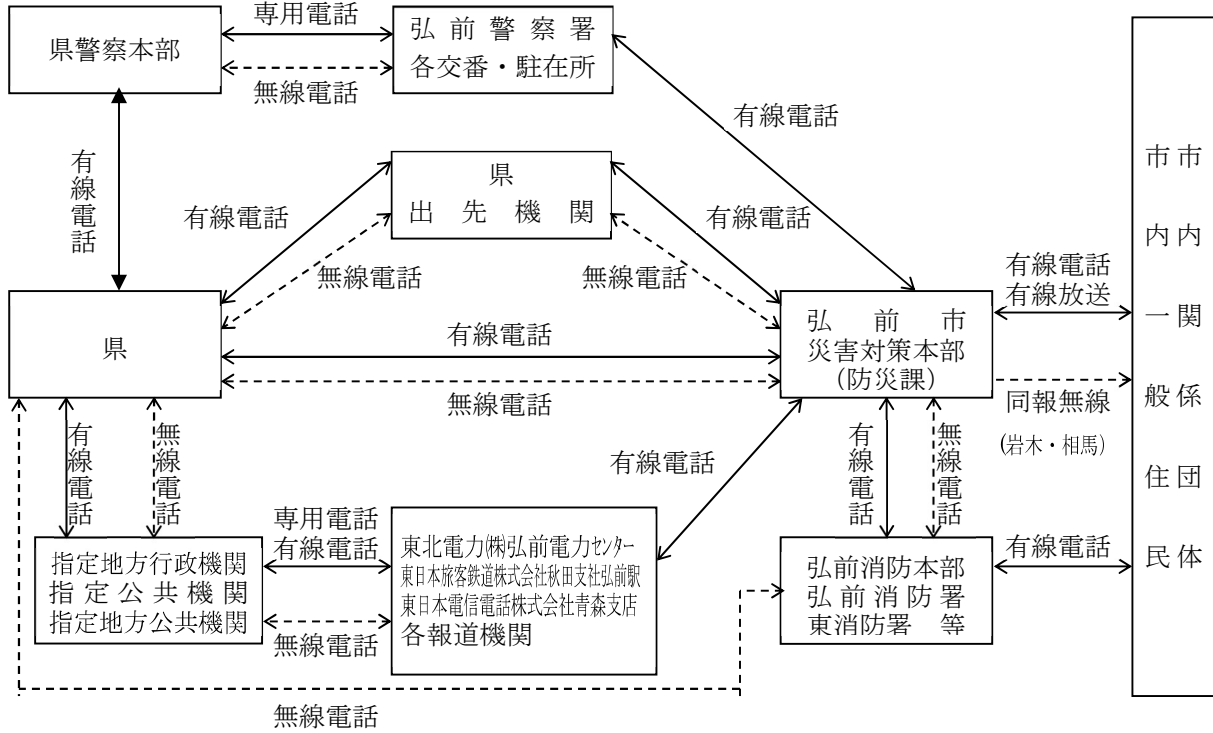 専用電話
県警察本部
弘前警察署
各交番・駐在所
無線電話
有線電話
有線電話
県
出先機関
有線電話
有線電話
無線電話
無線電話
県
有線電話
無線電話
弘前市
災害対策本部
(防災課)
有線電話
有線放送
同報無線
(岩木・相馬)
市内関係団体
市内一般住民
有線電話
無線電話
有線電話
有線電話
無線電話
専用電話
有線電話
無線電話
指定地方行政機関
指定公共機関
指定地方公共機関
東北電力㈱弘前電力センター
東日本旅客鉄道株式会社秋田支社弘前駅
東日本電信電話株式会社青森支店
各報道機関
弘前消防本部
弘前消防署
東消防署 等
有線電話
無線電話